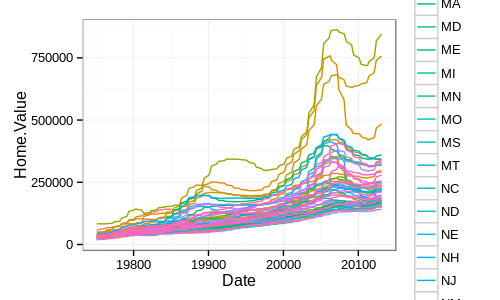 MA
MD
ME
MI
MN
MO
MS
MT
NC
ND
NE
NH
NJ
750000
500000
250000
0
Home.Value
19800
19900
20000
20100
Date